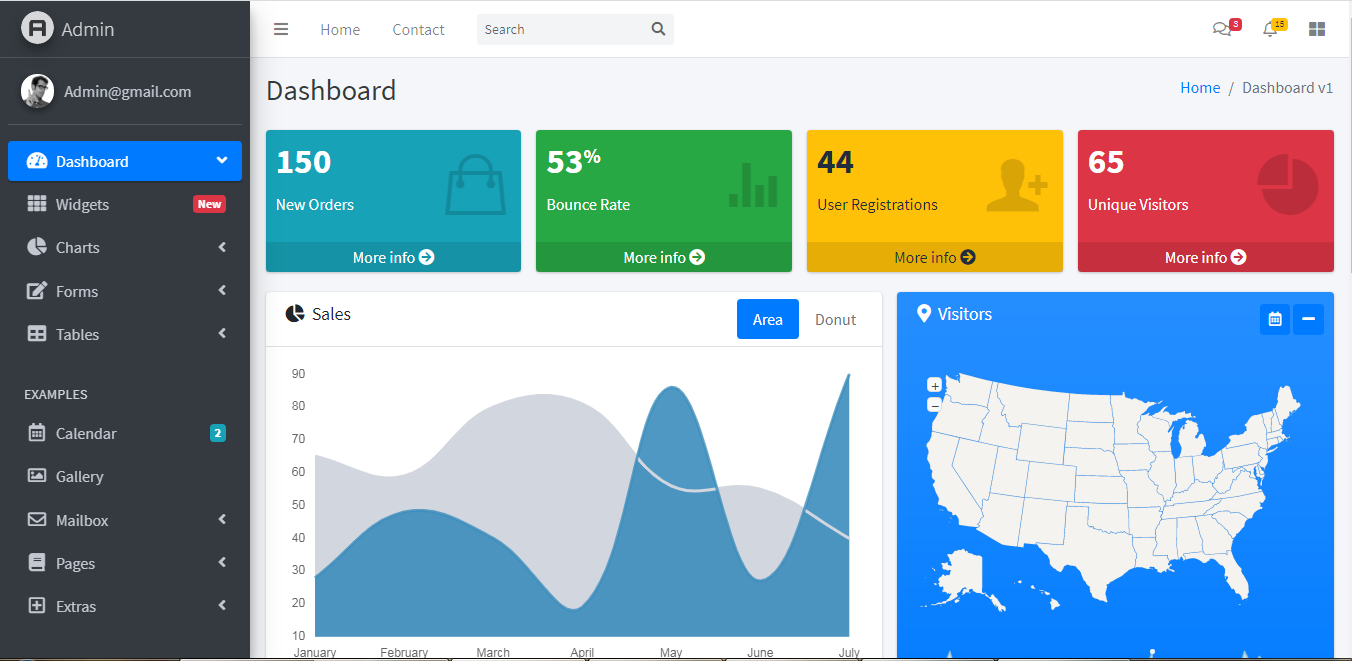 Admin
Home
Contact
Search
3
15
Admin@gmail.com
Dashboard
Widgets
New
Charts
Forms
Tables
EXAMPLES
Calendar
2
Gallery
Mailbox
Pages
Extras
Dashboard
Home / Dashboard v1
150
New Orders
More info
53%
Bounce Rate
More info
44
User Registrations
More info
65
Unique Visitors
More info
Sales
Area
Donut
90
80
70
60
50
40
30
20
10
January February March April May June July
Visitors
+
−